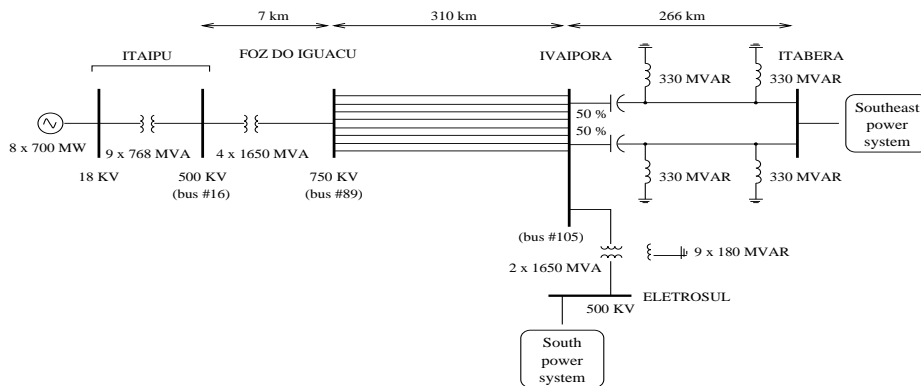 7 km
310 km
266 km
ITAIPU
FOZ DO IGUACU
IVAIPORA
ITABERA
330 MVAR
330 MVAR
50 %
50 %
Southeast
power
system
8 x 700 MW
9 x 768 MVA
4 x 1650 MVA
18 KV
500 KV
(bus #16)
750 KV
(bus #89)
330 MVAR
330 MVAR
(bus #105)
2 x 1650 MVA
9 x 180 MVAR
ELETROSUL
500 KV
South
power
system